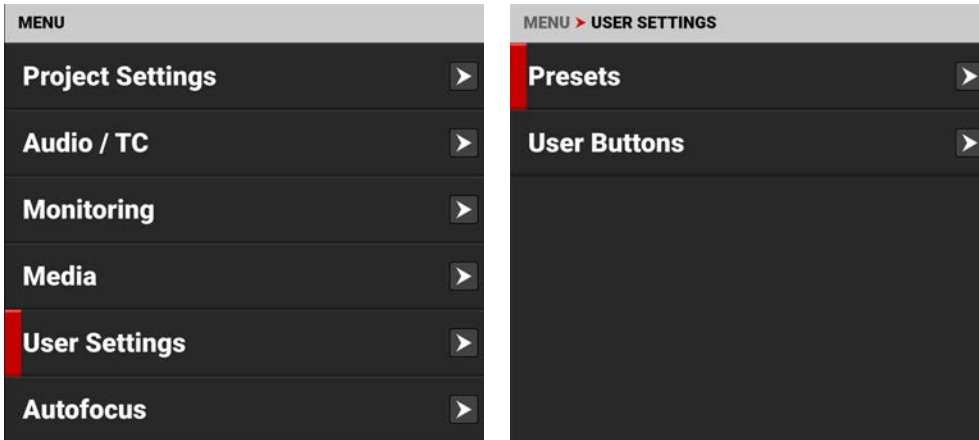 MENU
Project Settings
Audio / TC
Monitoring
Media
User Settings
Autofocus
MENU ➤ USER SETTINGS
Presets
User Buttons